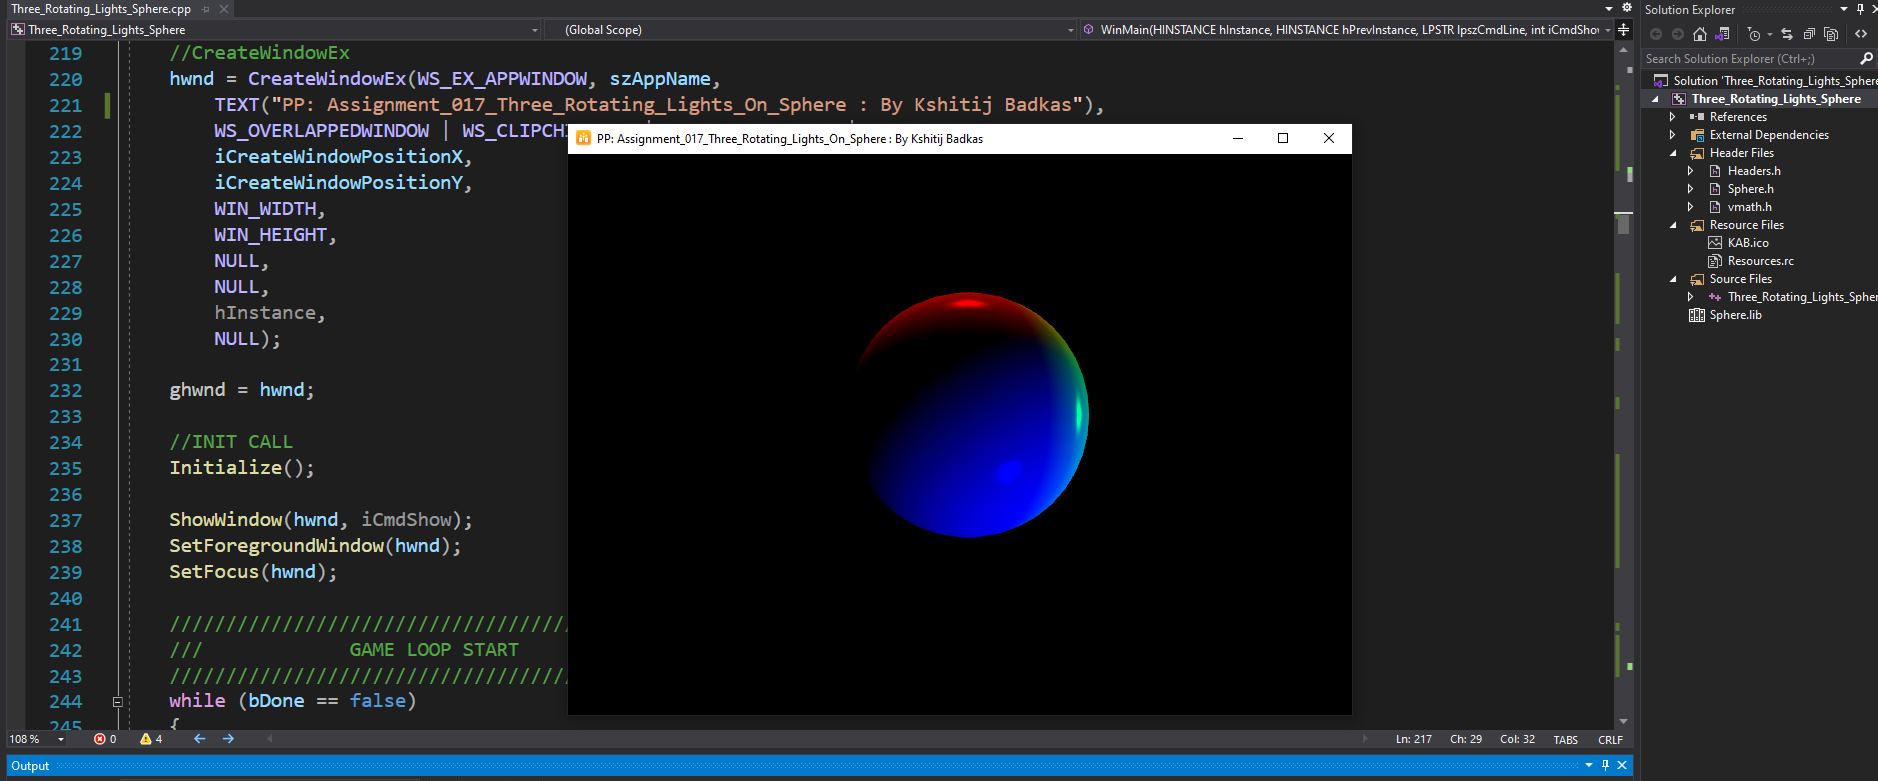 Three_Rotating_Lights_Sphere.cpp
Three_Rotating_Lights_Sphere
(Global Scope)
WinMain(HINSTANCE hInstance, HINSTANCE hPrevInstance, LPSTR lpszCmdLine, int iCmdShow
219 //CreateWindowEx
220 hwnd = CreateWindowEx(WS_EX_APPWINDOW, szAppName,
221 TEXT("PP: Assignment_017_Three_Rotating_Lights_On_Sphere : By Kshitij Badkas"),
222 WS_OVERLAPPEDWINDOW | WS_CLIPCHI
223 iCreateWindowPositionX,
224 iCreateWindowPositionY,
225 WIN_WIDTH,
226 WIN_HEIGHT,
227 NULL,
228 NULL,
229 hInstance,
230 NULL);
231
232 ghwnd = hwnd;
233
234 //INIT CALL
235 Initialize();
236
237 ShowWindow(hwnd, iCmdShow);
238 SetForegroundWindow(hwnd);
239 SetFocus(hwnd);
240
241 ///////////////////////////////////
242 /// GAME LOOP START
243 ///////////////////////////////////
244 while (bDone == false)
245 {
PP: Assignment_017_Three_Rotating_Lights_On_Sphere : By Kshitij Badkas
108 %
0
4
Ln: 217 Ch: 29 Col: 32 TABS CRLF
Output
Solution Explorer
Search Solution Explorer (Ctrl+;)
Solution 'Three_Rotating_Lights_Sphere
Three_Rotating_Lights_Sphere
References
External Dependencies
Header Files
Headers.h
Sphere.h
vmath.h
Resource Files
KAB.ico
Resources.rc
Source Files
Three_Rotating_Lights_Spher
Sphere.lib